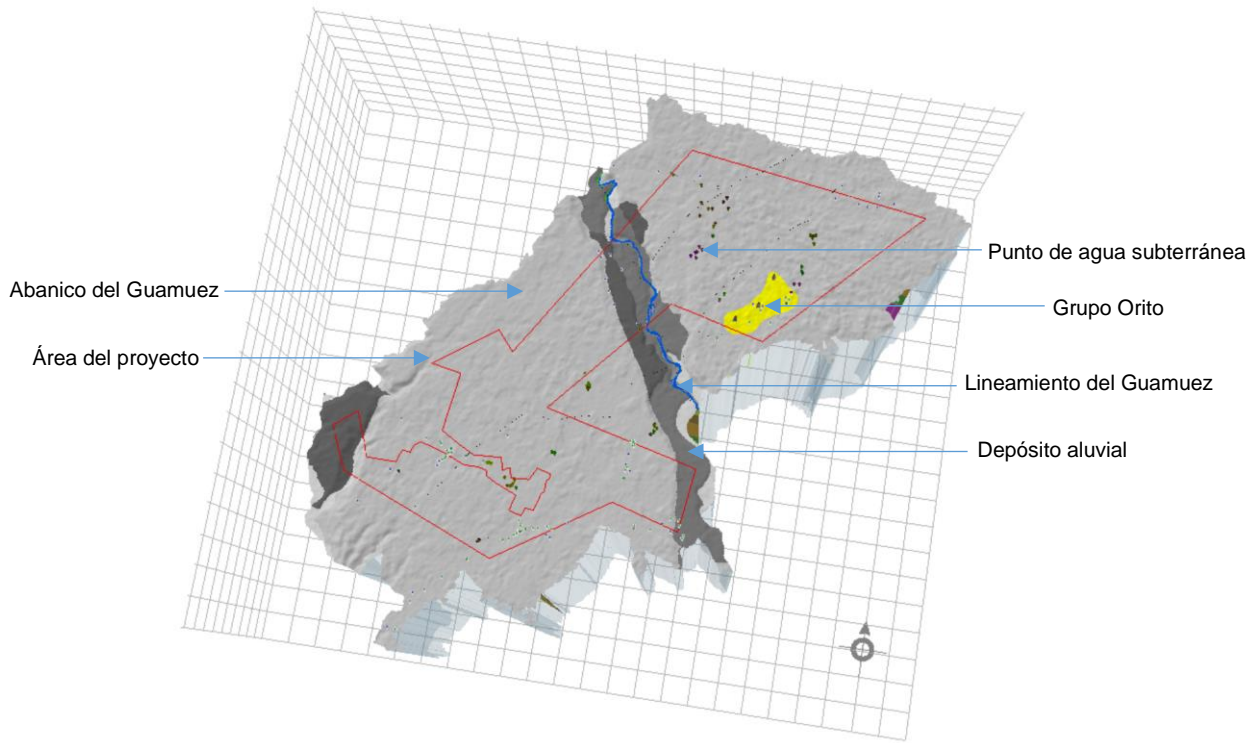 Abanico del Guamuez
Área del proyecto
Punto de agua subterránea
Grupo Orito
Lineamiento del Guamuez
Depósito aluvial